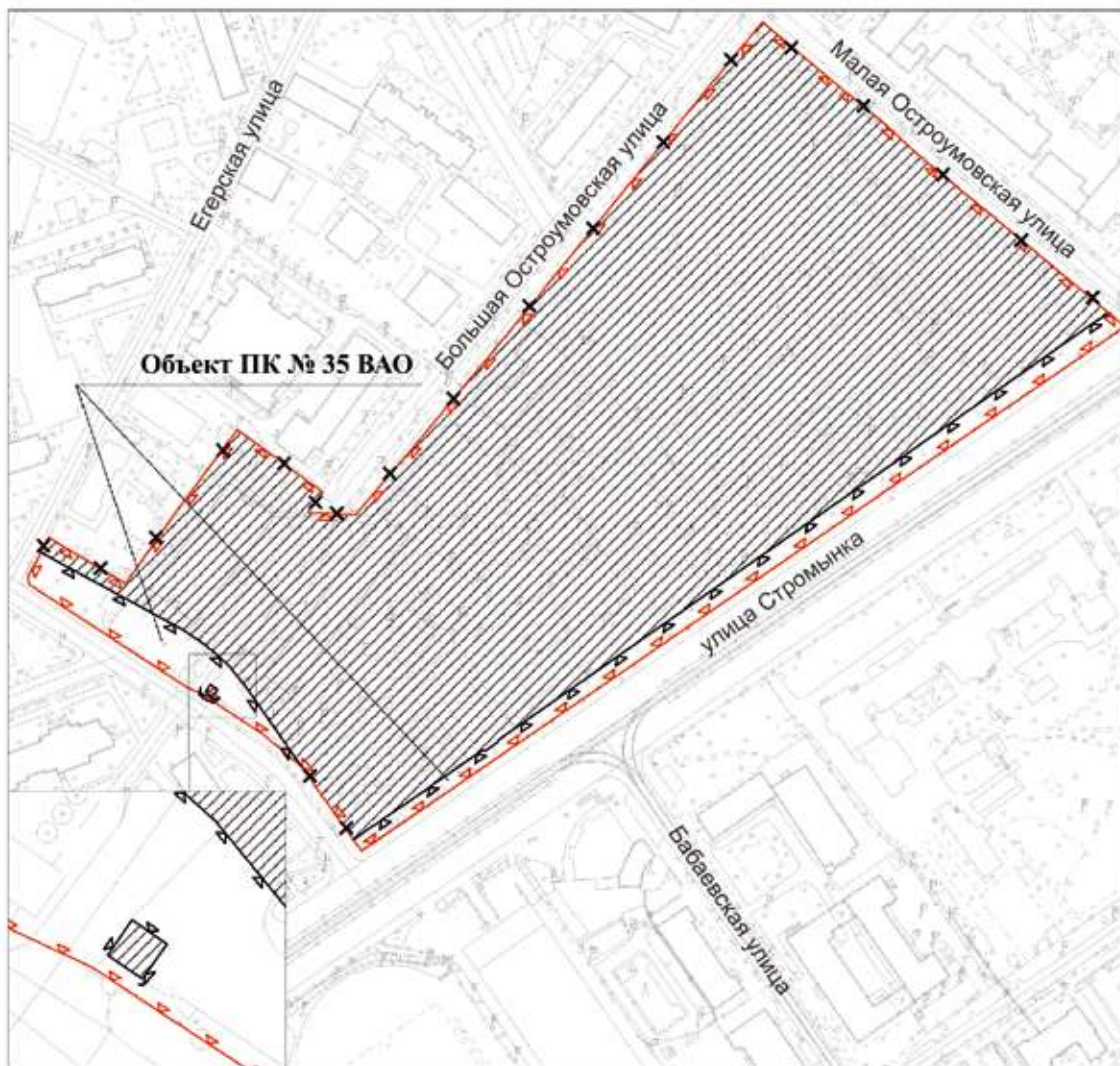 Малая Остроумовская улица
Егерская улица
Большая Остроумовская улица
Объект ПК № 35 ВАО
улица Стромынка
Бабаевская улица